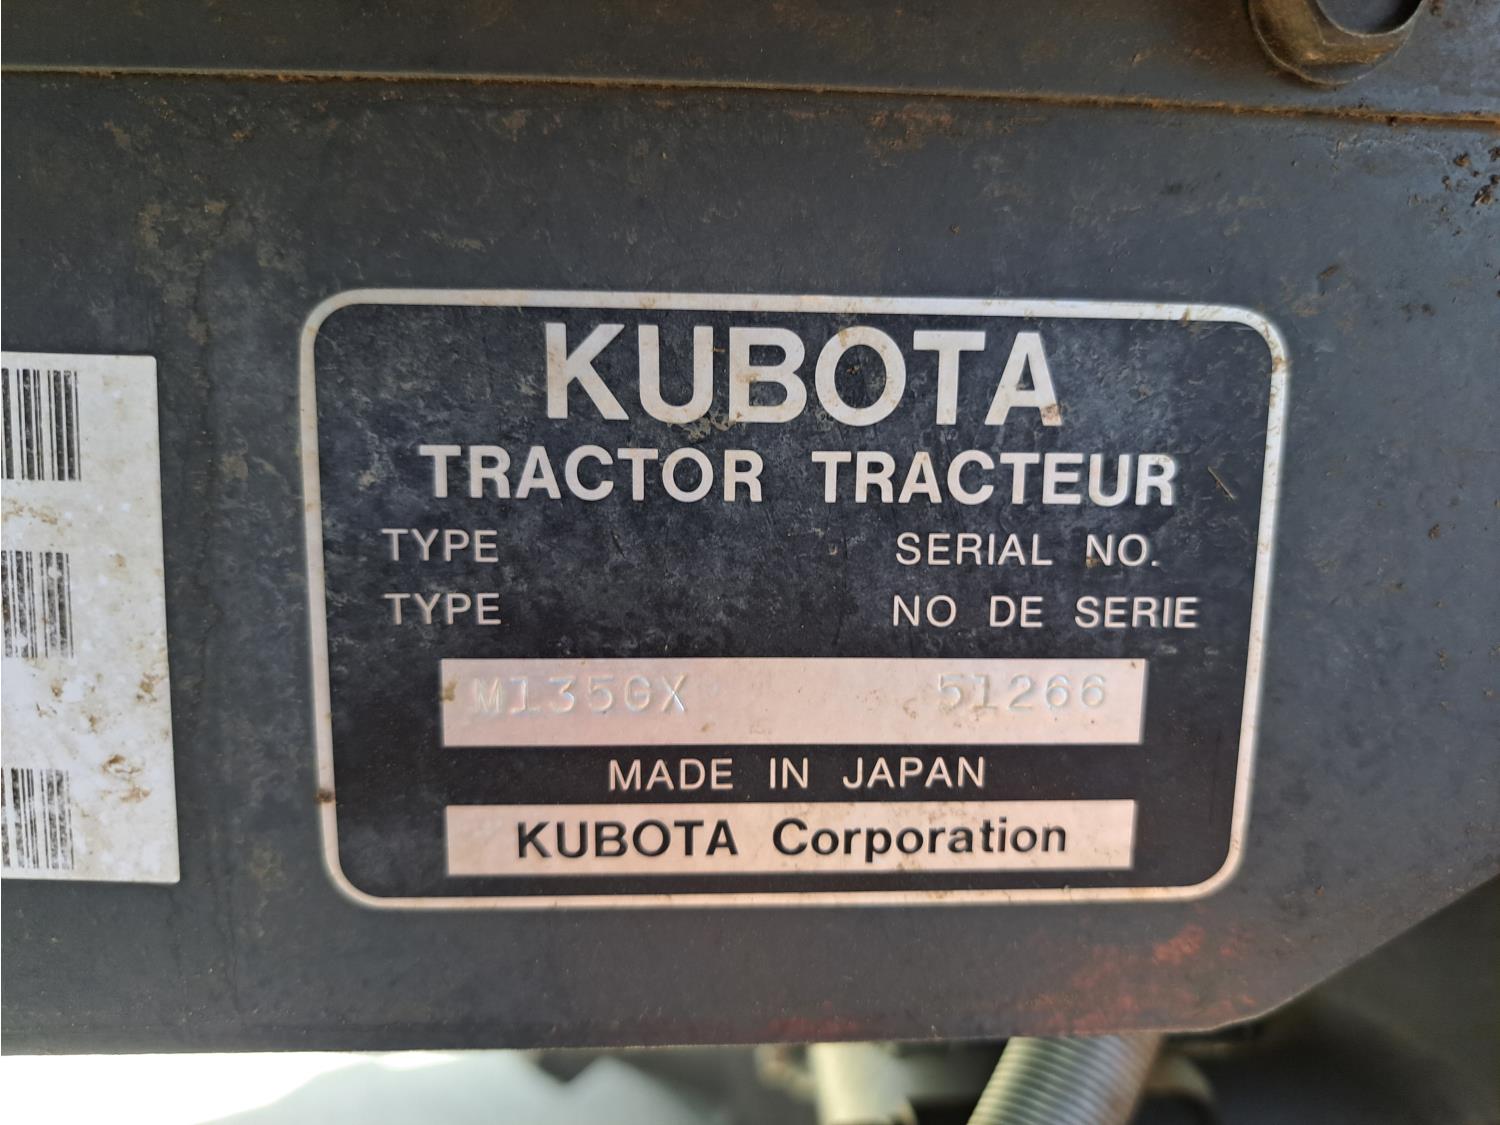 KUBOTA
TRACTOR TRACTEUR
TYPE SERIAL NO.
TYPE NO DE SERIE
M135GX 51266
MADE IN JAPAN
KUBOTA Corporation